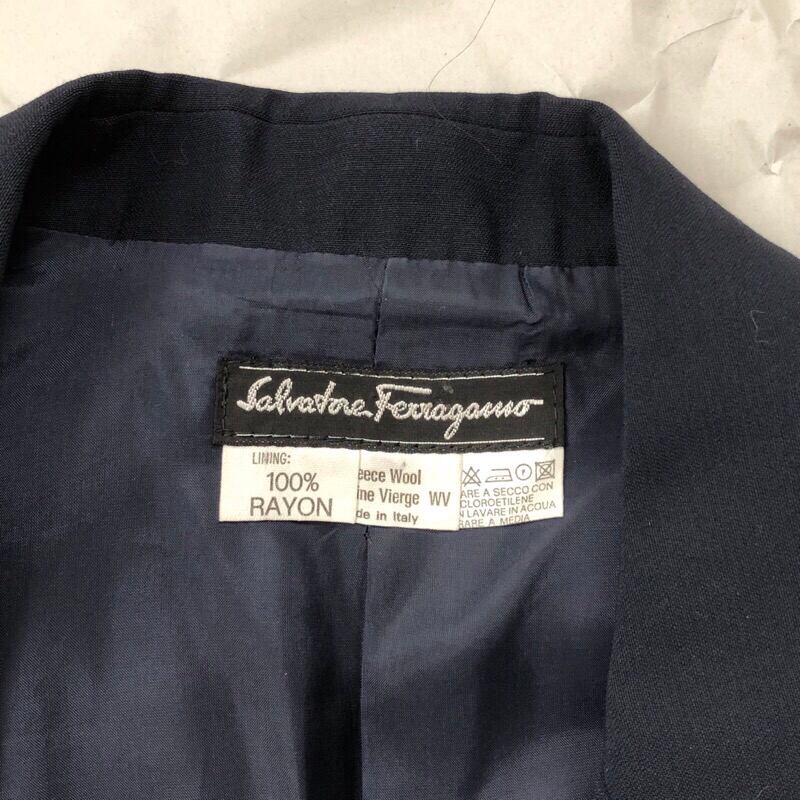 Salvatore Ferragamo
LINING:
100%
RAYON
eece Wool
ine Vierge WV
de in Italy
ARE A SECCO CON
CLOROETILENE
N LAVARE IN ACQUA
RARE A MEDIA